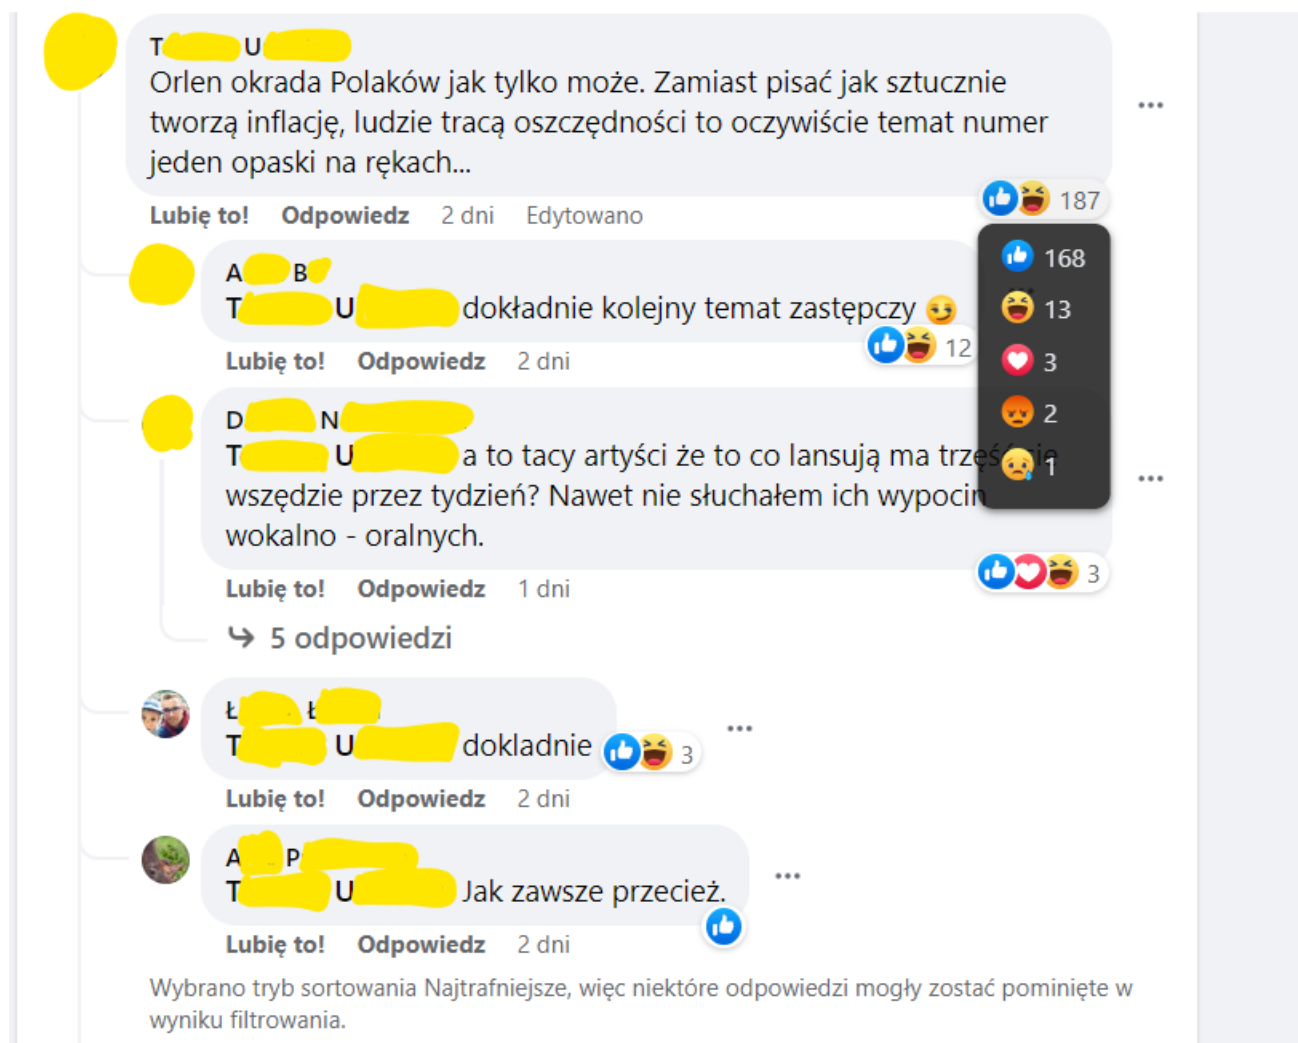 T U
Orlen okrada Polaków jak tylko może. Zamiast pisać jak sztucznie
tworzą inflację, ludzie tracą oszczędności to oczywiście temat numer
jeden opaski na rękach...
187
Lubię to! Odpowiedz 2 dni Edytowano
168
13
3
2
1
A B
T U dokładnie kolejny temat zastępczy 😏
12
Lubię to! Odpowiedz 2 dni
D N
T U a to tacy artyści że to co lansują ma trzęść się
wszędzie przez tydzień? Nawet nie słuchałem ich wypocin
wokalno - oralnych.
3
Lubię to! Odpowiedz 1 dni
5 odpowiedzi
Ł Ł
T U dokladnie
3
Lubię to! Odpowiedz 2 dni
A P
T U Jak zawsze przecież.
Lubię to! Odpowiedz 2 dni
Wybrano tryb sortowania Najtrafniejsze, więc niektóre odpowiedzi mogły zostać pominięte w
wyniku filtrowania.